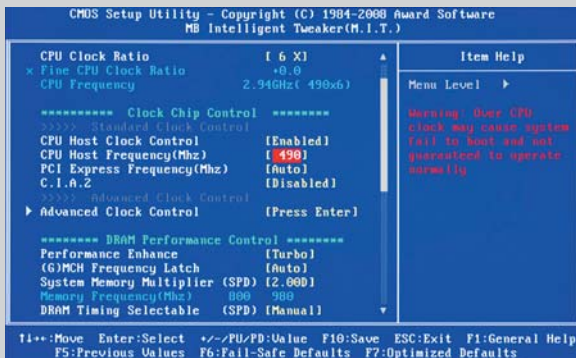 CMOS Setup Utility - Copyright (C) 1984-2008 Award Software
MB Intelligent Tweaker(M.I.T.)
CPU Clock Ratio [ 6 X]
x Fine CPU Clock Ratio +0.0
CPU Frequency 2.94GHz( 490x6)
********** Clock Chip Control ********
>>>>> Standard Clock Control
CPU Host Clock Control [Enabled]
CPU Host Frequency(Mhz) [ 490]
PCI Express Frequency(Mhz) [Auto]
C.I.A.2 [Disabled]
>>>>> Advanced Clock Control
Advanced Clock Control [Press Enter]
******** DRAM Performance Control ********
Performance Enhance [Turbo]
(G)MCH Frequency Latch [Auto]
System Memory Multiplier (SPD) [2.00D]
Memory Frequency(Mhz) 800 980
DRAM Timing Selectable (SPD) [Manual]
Item Help
Menu Level
Warning: Over CPU
clock may cause system
fail to boot and not
guaranteed to operate
normally
↑↓→←:Move Enter:Select +/-/PU/PD:Value F10:Save ESC:Exit F1:General Help
F5:Previous Values F6:Fail-Safe Defaults F7:Optimized Defaults